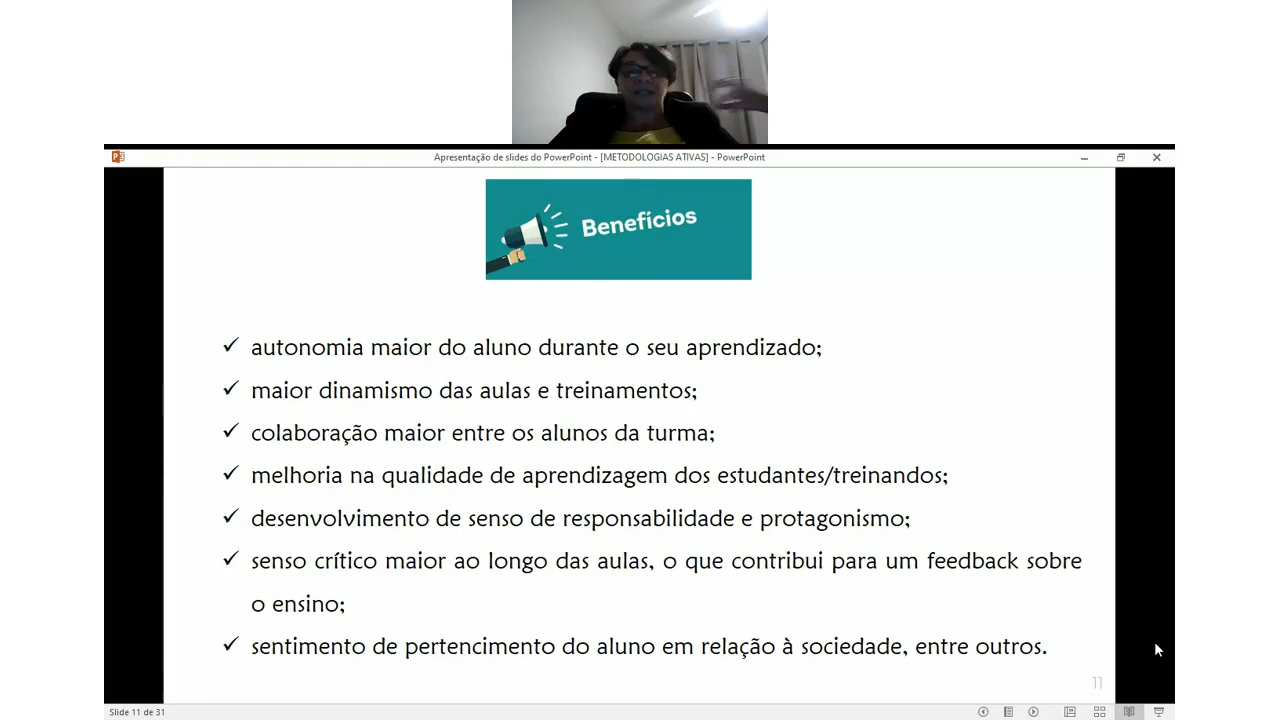 Apresentação de slides do PowerPoint - [METODOLOGIAS ATIVAS] - PowerPoint
Benefícios
✓ autonomia maior do aluno durante o seu aprendizado;
✓ maior dinamismo das aulas e treinamentos;
✓ colaboração maior entre os alunos da turma;
✓ melhoria na qualidade de aprendizagem dos estudantes/treinandos;
✓ desenvolvimento de senso de responsabilidade e protagonismo;
✓ senso crítico maior ao longo das aulas, o que contribui para um feedback sobre
o ensino;
✓ sentimento de pertencimento do aluno em relação à sociedade, entre outros.
11
Slide 11 de 31